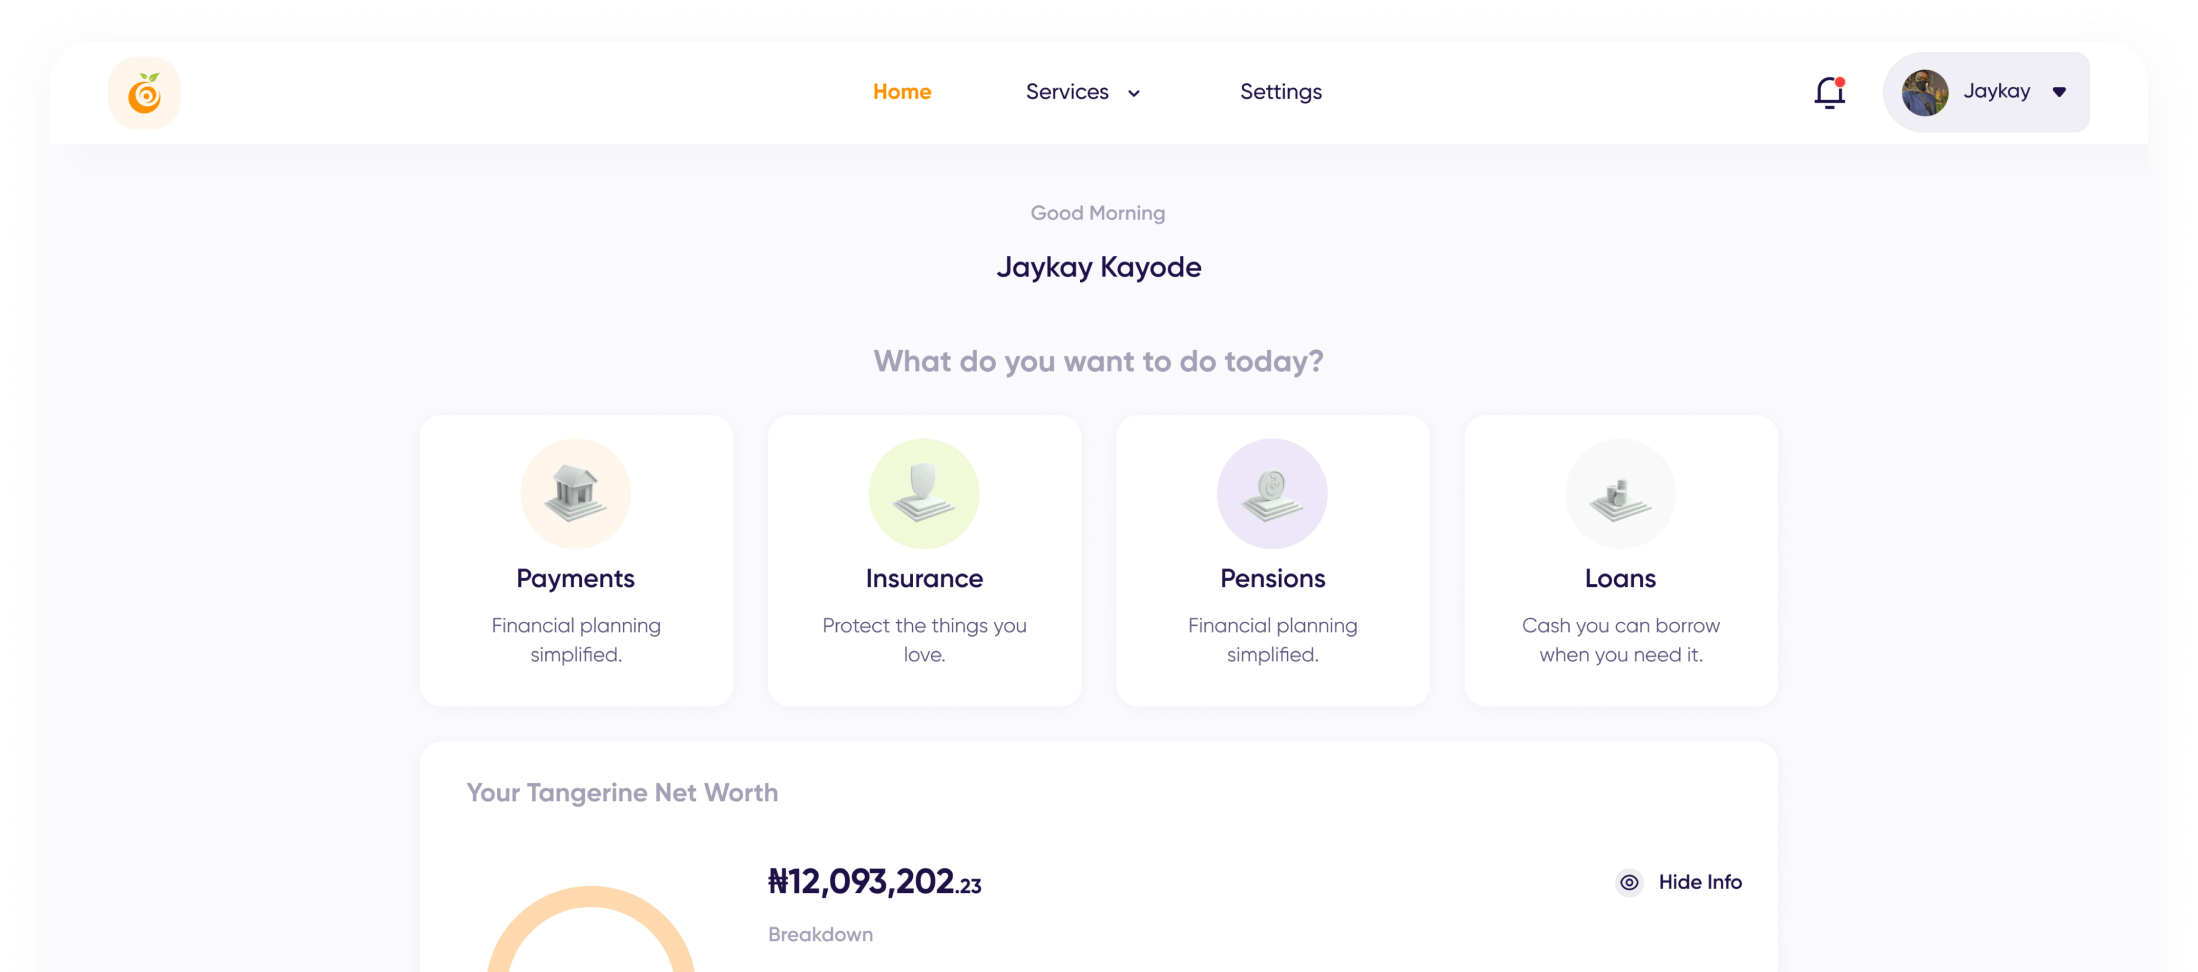 Home
Services
Settings
Jaykay
Good Morning
Jaykay Kayode
What do you want to do today?
Payments
Financial planning
simplified.
Insurance
Protect the things you
love.
Pensions
Financial planning
simplified.
Loans
Cash you can borrow
when you need it.
Your Tangerine Net Worth
₦12,093,202.23
Hide Info
Breakdown